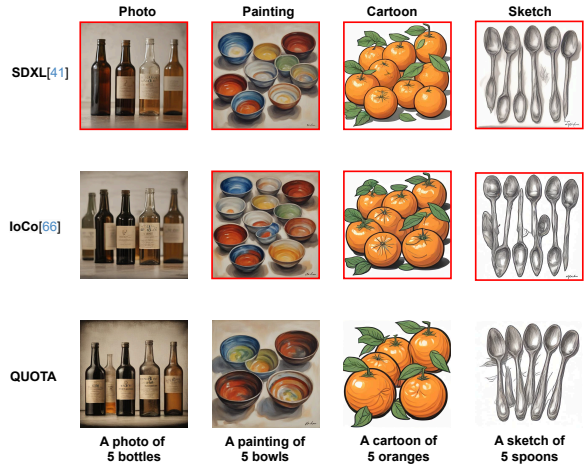 Photo Painting Cartoon Sketch
SDXL[41]
IoCo[66]
QUOTA
A photo of A painting of A cartoon of A sketch of
5 bottles 5 bowls 5 oranges 5 spoons